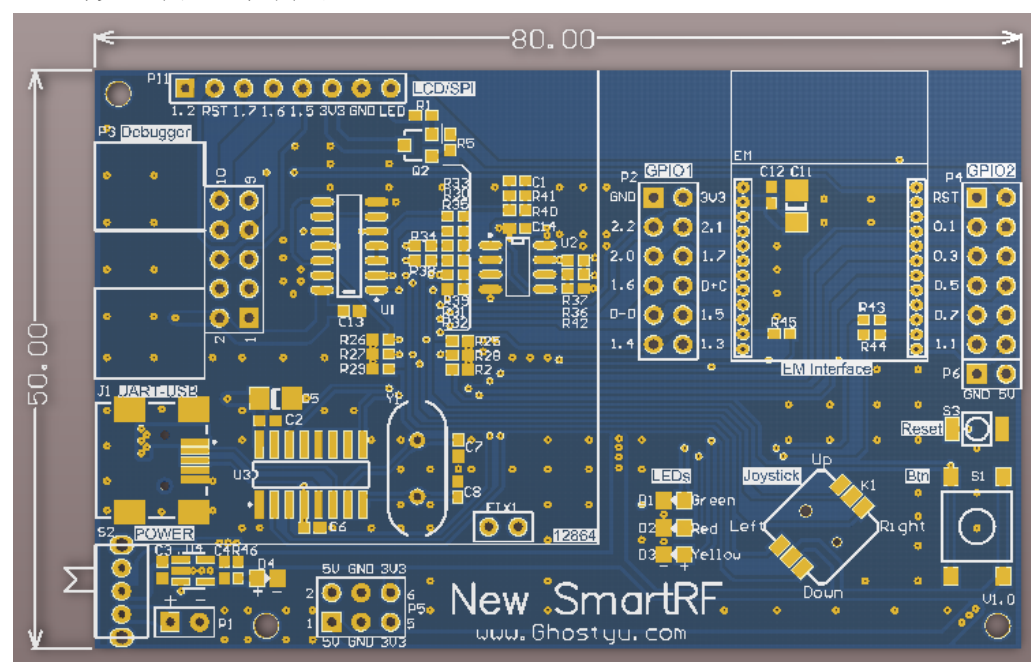 80.00
50.00
P11
LCD/SPI
1.2 RST 1.7 1.6 1.5 3V3 GND LED
R1
R5
Q2
P3 Debugger
10 9
2 1
R33
R30
R35
R34
R38
R39
R31
R32
U1
C13
R26
R27
R29
R25
R28
R2
C1
R41
R40
C14
U2
R37
R36
R42
P2 GPIO1
GND 3V3
2.2 2.1
2.0 1.7
1.6 D+C
D-D 1.5
1.4 1.3
EM
C12 C11
R43
R44
R45
EM Interface
P4 GPIO2
RST
0.1
0.3
0.5
0.7
1.1
P6
GND 5V
J1 UART-USB
C2
Y1
U3
C7
C8
C6
12864
S3
Reset
LEDs
D1 Green
D2 Red
D3 Yellow
- +
Joystick
Up
K1
Left Right
Down
Btn S1
S2 POWER
C3 U4 C4 R46
D4
+ -
P1
5V GND 3V3
2 6
1 P5 5
5V GND 3V3
New SmartRF
www.Ghostyu.com
V1.0